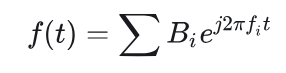 f(t) = ∑ B_i e^{j2πf_i t}